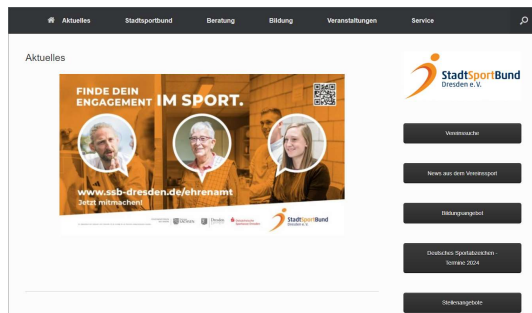 Aktuelles
Stadtsportbund
Beratung
Bildung
Veranstaltungen
Service
Aktuelles
FINDE DEIN
ENGAGEMENT IM SPORT.
www.ssb-dresden.de/ehrenamt
Jetzt mitmachen!
Dresden
StadtSportBund
Dresden e.V.
StadtSportBund
Dresden e.V.
Vereinssuche
News aus dem Vereinssport
Bildungsangebot
Deutsches Sportabzeichen -
Termine 2024
Stellenangebote